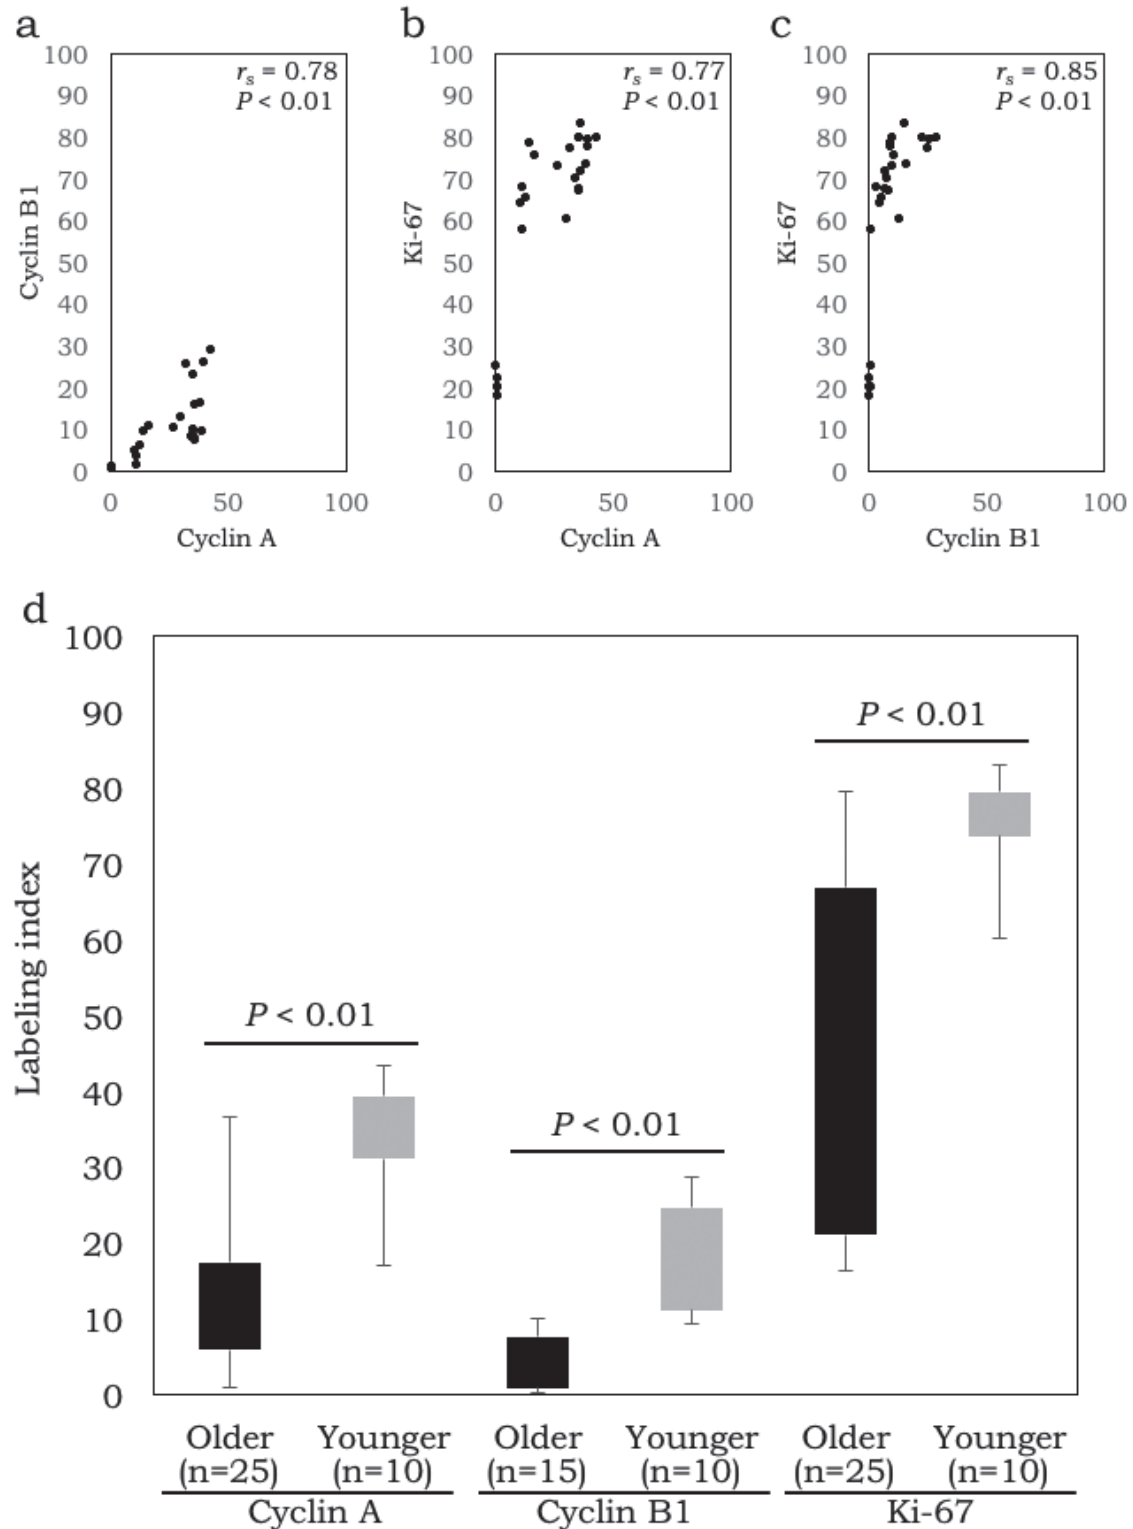 a
b
c
100 90 80 70 60 50 40 30 20 10 0
Cyclin B1
r_s = 0.78
P < 0.01
0 50 100
Cyclin A
100 90 80 70 60 50 40 30 20 10 0
Ki-67
r_s = 0.77
P < 0.01
0 50 100
Cyclin A
100 90 80 70 60 50 40 30 20 10 0
Ki-67
r_s = 0.85
P < 0.01
0 50 100
Cyclin B1
d
100
90
80
70
60
50
40
30
20
10
0
Labeling index
P < 0.01
P < 0.01
P < 0.01
Older Younger Older Younger Older Younger
(n=25) (n=10) (n=15) (n=10) (n=25) (n=10)
Cyclin A Cyclin B1 Ki-67